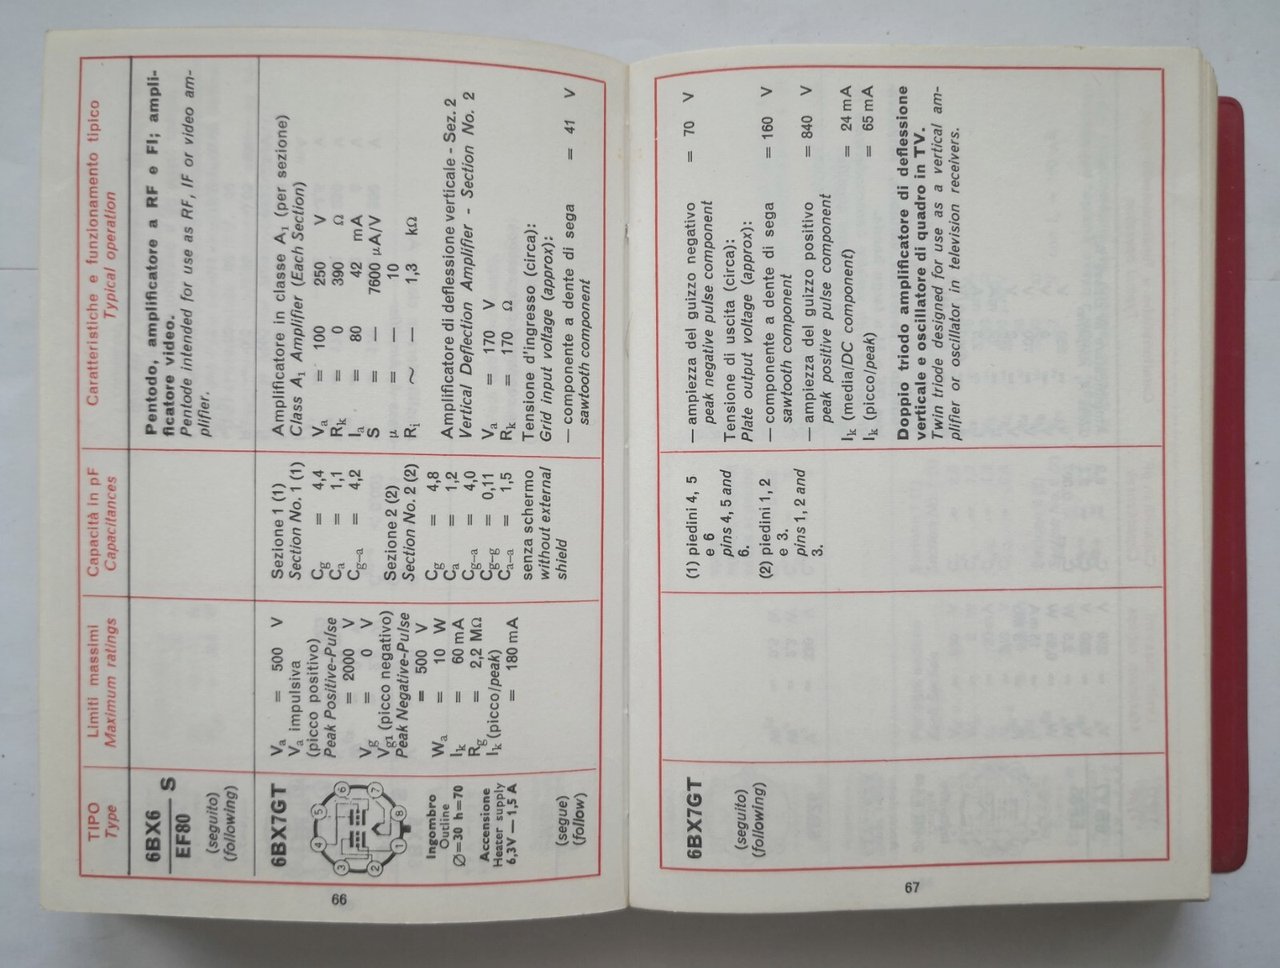 TIPO
Type
Limiti massimi
Maximum ratings
Capacità in pF
Capacitances
Caratteristiche e funzionamento tipico
Typical operation
6BX6
EF80 S
(seguito)
(following)
Pentodo, amplificatore a RF e FI; ampli-
ficatore video.
Pentode intended for use as RF, IF or video am-
plifier.
6BX7GT
1 2 3 4 5 6 7 8
Ingombro
Outline
∅=30 h=70
Accensione
Heater supply
6,3V — 1,5 A
(segue)
(follow)
Va = 500 V
Va impulsiva
(picco positivo)
Peak Positive-Pulse
= 2000 V
Vg = 0 V
Vg1 (picco negativo)
Peak Negative-Pulse
= 500 V
Wa = 10 W
Ik = 60 mA
Rg = 2,2 MΩ
Ik (picco/peak)
= 180 mA
Sezione 1 (1)
Section No. 1 (1)
Cg = 4,4
Ca = 1,1
Cg–a = 4,2
Sezione 2 (2)
Section No. 2 (2)
Cg = 4,8
Ca = 1,2
Cg–a = 4,0
Cg–g = 0,11
Ca–a = 1,5
senza schermo
without external
shield
Amplificatore in classe A1 (per sezione)
Class A1 Amplifier (Each Section)
Va = 100 250 V
Rk = 0 390 Ω
Ia = 80 42 mA
S = — 7600 μA/V
μ = — 10
Ri ~ — 1,3 kΩ
Amplificatore di deflessione verticale - Sez. 2
Vertical Deflection Amplifier - Section No. 2
Va = 170 V
Rk = 170 Ω
Tensione d'ingresso (circa):
Grid input voltage (approx):
— componente a dente di sega = 41 V
sawtooth component
66
6BX7GT
(seguito)
(following)
(1) piedini 4, 5
e 6
pins 4, 5 and
6.
(2) piedini 1, 2
e 3.
pins 1, 2 and
3.
— ampiezza del guizzo negativo = 70 V
peak negative pulse component
Tensione di uscita (circa):
Plate output voltage (approx):
— componente a dente di sega = 160 V
sawtooth component
— ampiezza del guizzo positivo = 840 V
peak positive pulse component
Ik (media/DC component) = 24 mA
Ik (picco/peak) = 65 mA
Doppio triodo amplificatore di deflessione
verticale e oscillatore di quadro in TV.
Twin triode designed for use as a vertical am-
plifier or oscillator in television receivers.
67